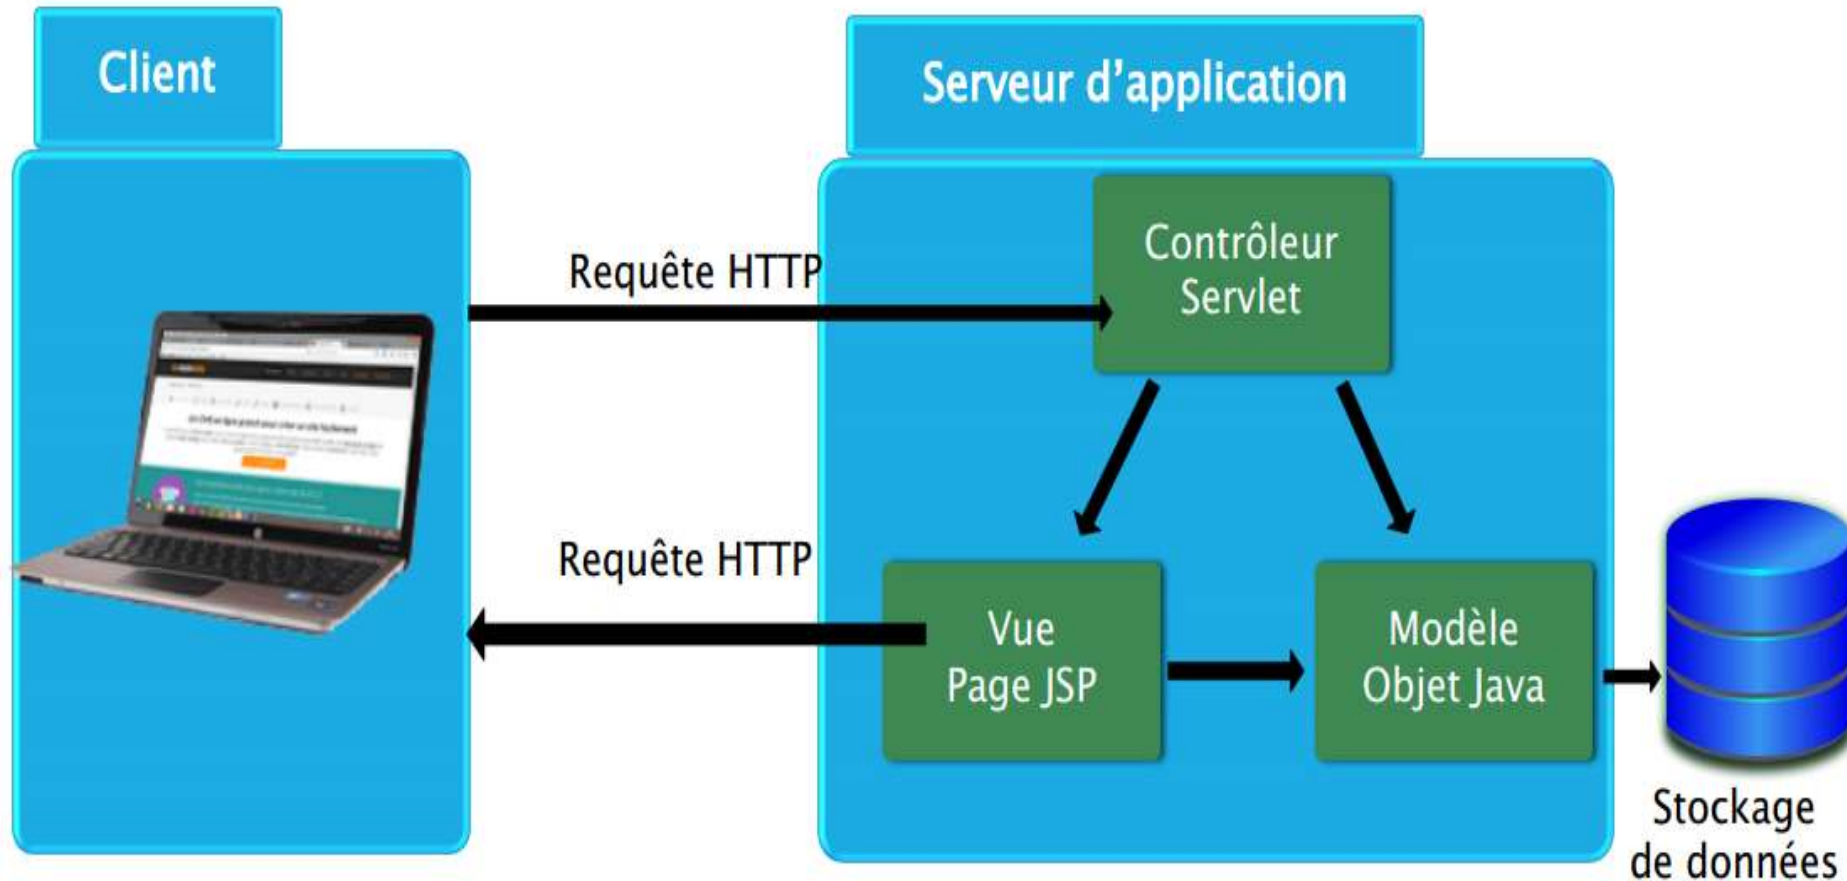 Client
Serveur d'application
Contrôleur
Servlet
Requête HTTP
Requête HTTP
Vue
Page JSP
Modèle
Objet Java
Stockage
de données